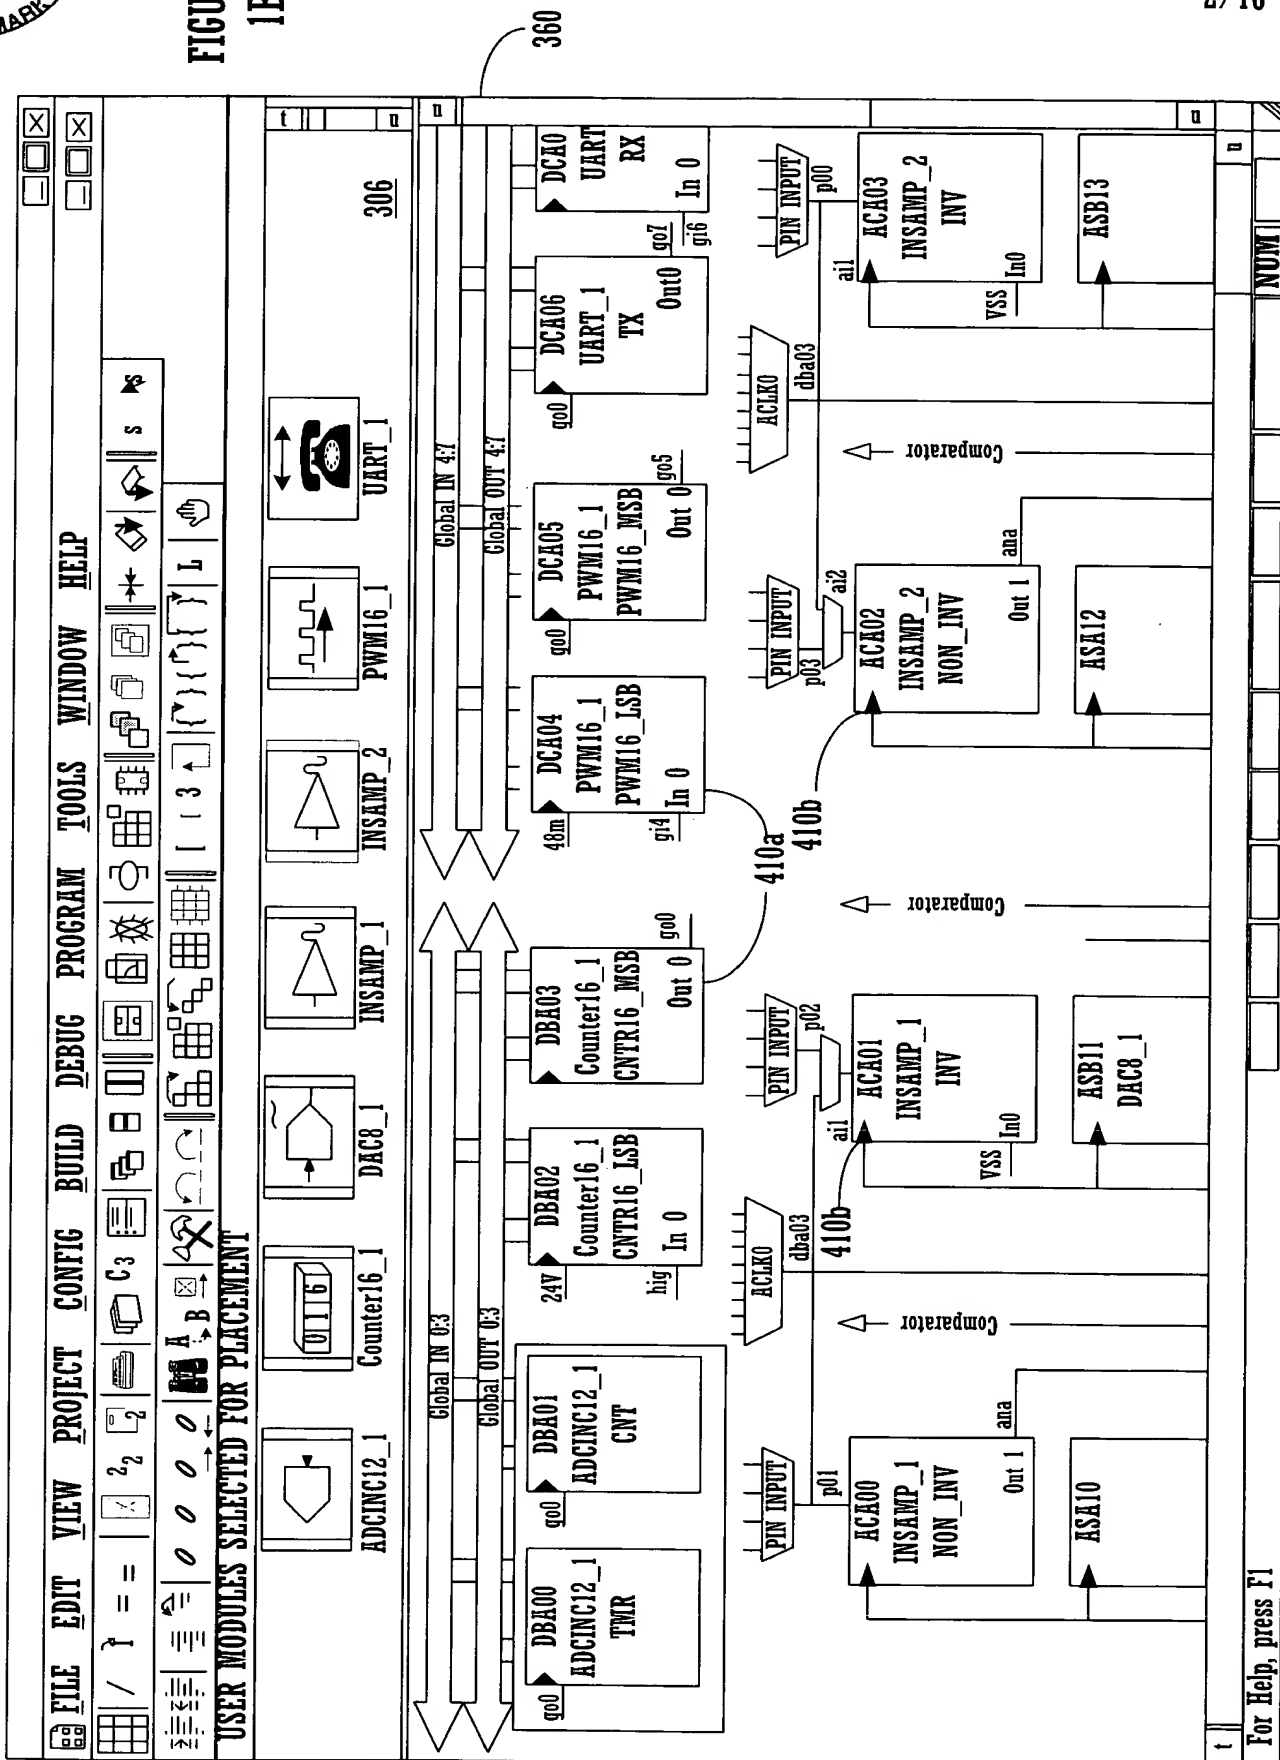 FIGU
1B
FILE EDIT VIEW PROJECT CONFIG BUILD DEBUG PROGRAM TOOLS WINDOW HELP
USER MODULES SELECTED FOR PLACEMENT
306
ADCINC12_1
Counter16_1
DAC8_1
INSAMP_1
INSAMP_2
PWM16_1
UART_1
360
Global IN 0:3
Global IN 4:7
Global OUT 0:3
Global OUT 4:7
go0
DBA00
ADCINC12_1
TMR
go0
DBA01
ADCINC12_1
CNT
24V
DBA02
Counter16_1
CNTR16_LSB
In 0
hig
DBA03
Counter16_1
CNTR16_MSB
Out 0
go0
48m
DCA04
PWM16_1
PWM16_LSB
In 0
gi4
go0
DCA05
PWM16_1
PWM16_MSB
Out 0
go5
go0
DCA06
UART_1
TX
Out0
go7
gi6
DCA0
UART
RX
In 0
410a
410b
410b
PIN INPUT
p01
ACLK0
dba03
PIN INPUT
p02
PIN INPUT
p03
ACLK0
dba03
PIN INPUT
p00
Comparator
Comparator
Comparator
ACA00
INSAMP_1
NON_INV
Out 1
ana
ai1
ACA01
INSAMP_1
INV
VSS
In0
ai2
ACA02
INSAMP_2
NON_INV
Out 1
ana
ai1
ACA03
INSAMP_2
INV
VSS
In0
ASA10
ASB11
DAC8_1
ASA12
ASB13
For Help, press F1
NUM